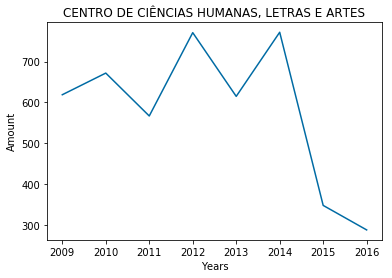 CENTRO DE CIÊNCIAS HUMANAS, LETRAS E ARTES
700
600
500
400
300
Amount
2009 2010 2011 2012 2013 2014 2015 2016
Years